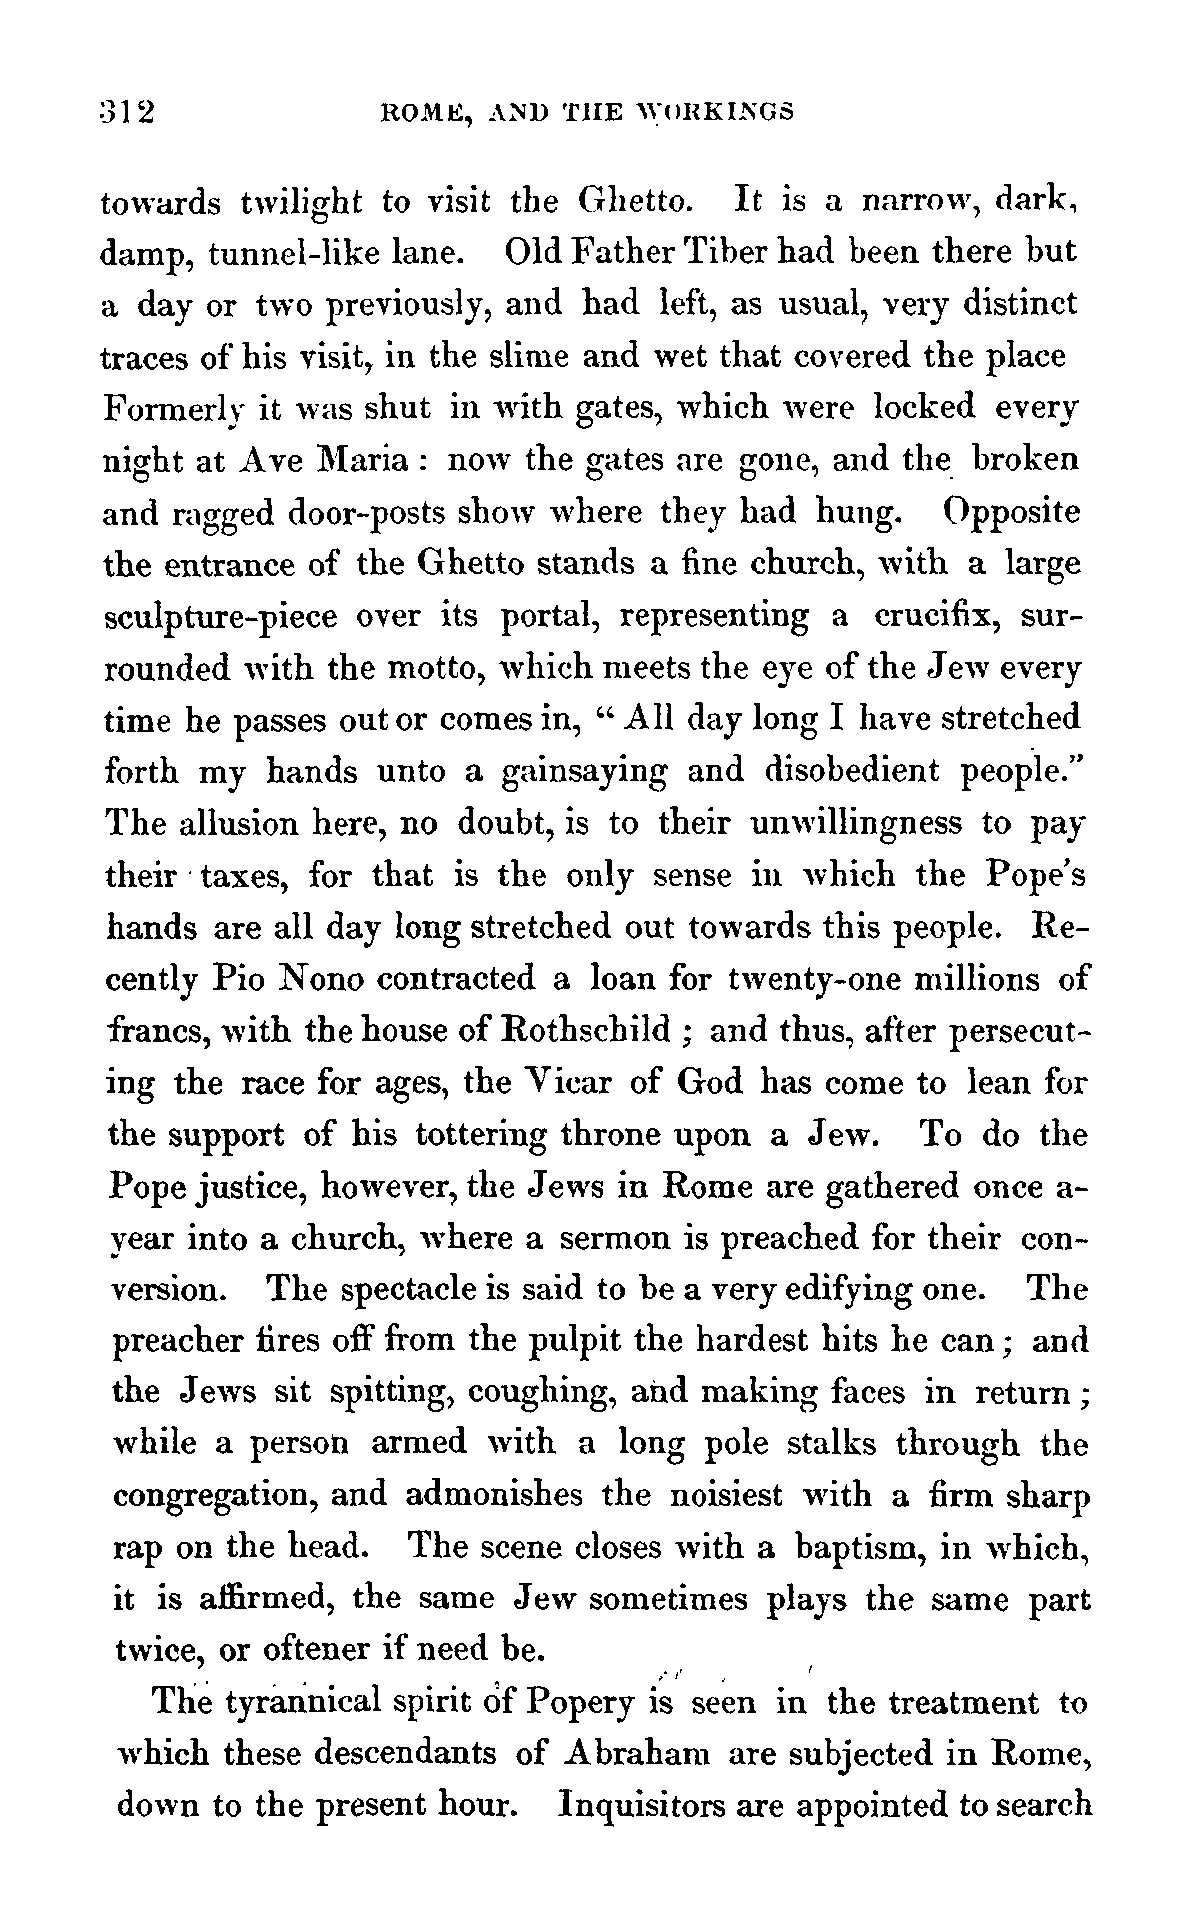 312 ROME, AND THE WORKINGS
towards twilight to visit the Ghetto. It is a narrow, dark,
damp, tunnel-like lane. Old Father Tiber had been there but
a day or two previously, and had left, as usual, very distinct
traces of his visit, in the slime and wet that covered the place
Formerly it was shut in with gates, which were locked every
night at Ave Maria : now the gates are gone, and the broken
and ragged door-posts show where they had hung. Opposite
the entrance of the Ghetto stands a fine church, with a large
sculpture-piece over its portal, representing a crucifix, sur-
rounded with the motto, which meets the eye of the Jew every
time he passes out or comes in, “ All day long I have stretched
forth my hands unto a gainsaying and disobedient people.”
The allusion here, no doubt, is to their unwillingness to pay
their taxes, for that is the only sense in which the Pope's
hands are all day long stretched out towards this people. Re-
cently Pio Nono contracted a loan for twenty-one millions of
francs, with the house of Rothschild ; and thus, after persecut-
ing the race for ages, the Vicar of God has come to lean for
the support of his tottering throne upon a Jew. To do the
Pope justice, however, the Jews in Rome are gathered once a-
year into a church, where a sermon is preached for their con-
version. The spectacle is said to be a very edifying one. The
preacher fires off from the pulpit the hardest hits he can ; and
the Jews sit spitting, coughing, and making faces in return ;
while a person armed with a long pole stalks through the
congregation, and admonishes the noisiest with a firm sharp
rap on the head. The scene closes with a baptism, in which,
it is affirmed, the same Jew sometimes plays the same part
twice, or oftener if need be.
The tyrannical spirit of Popery is seen in the treatment to
which these descendants of Abraham are subjected in Rome,
down to the present hour. Inquisitors are appointed to search